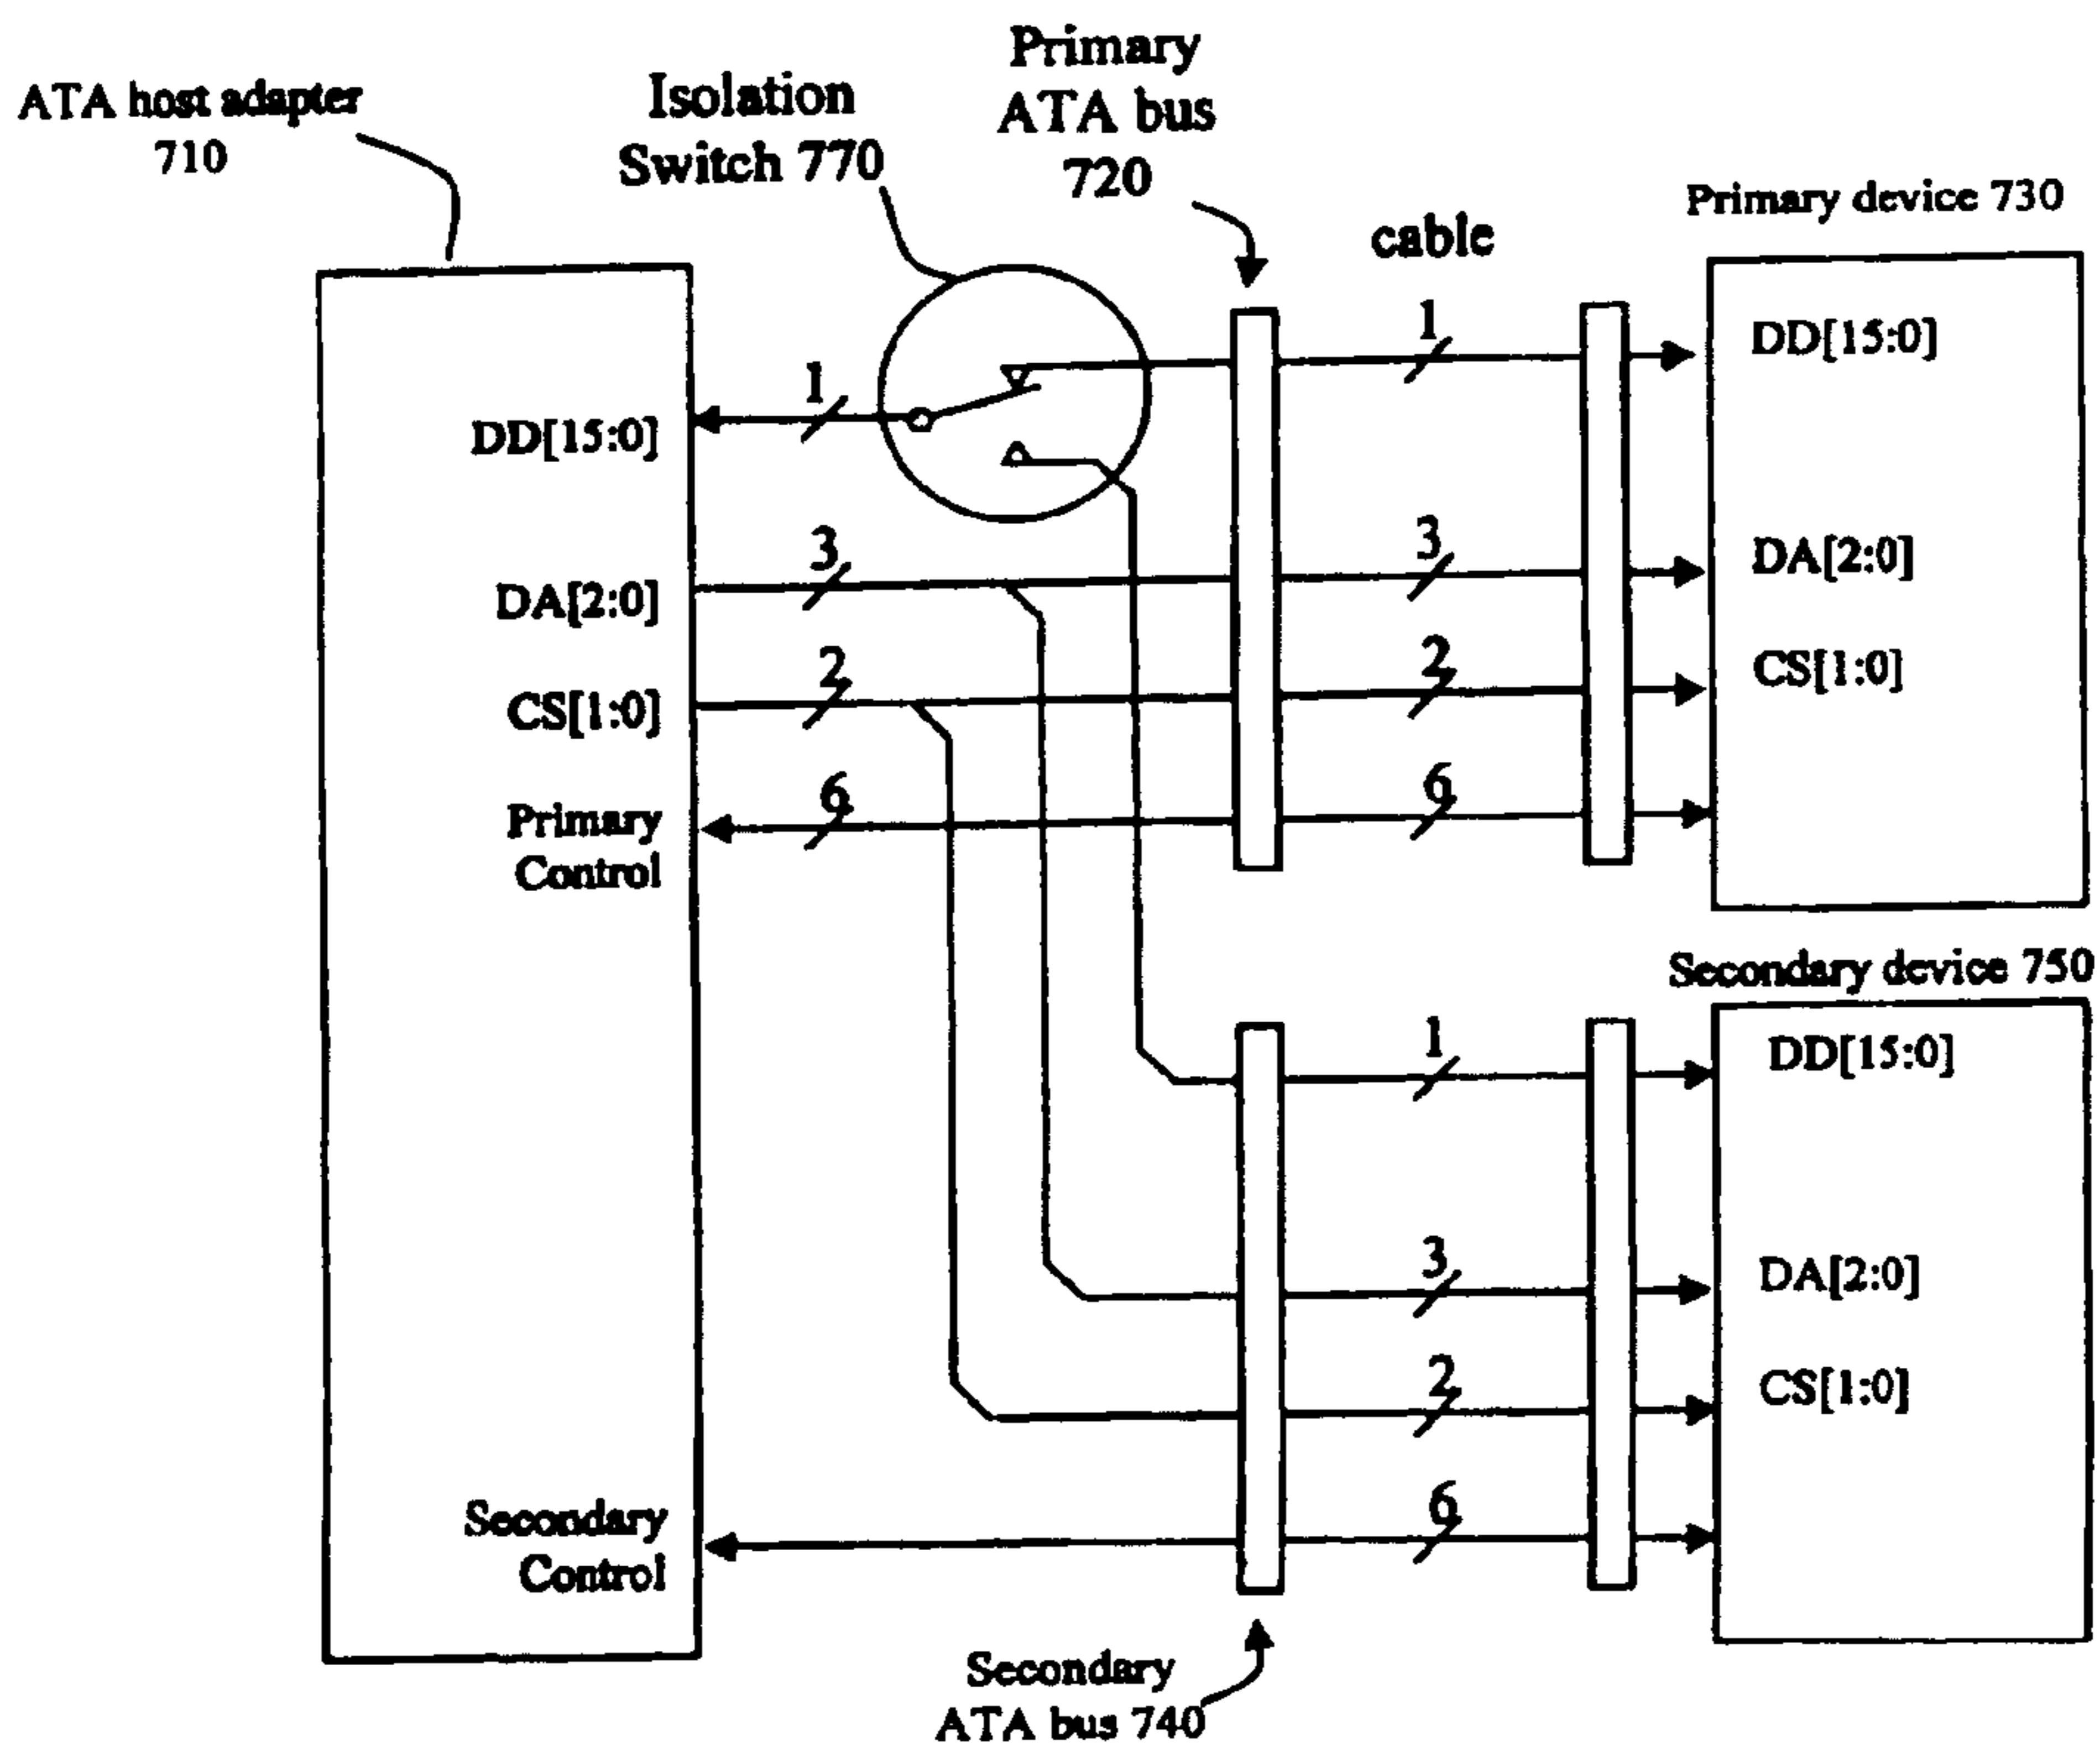 Primary
ATA bus
720
Isolation
Switch 770
ATA host adapter
710
cable
Primary device 730
DD[15:0]
DA[2:0]
CS[1:0]
Primary
Control
Secondary
Control
1
3
2
6
1
3
2
6
DD[15:0]
DA[2:0]
CS[1:0]
Secondary device 750
1
3
2
6
DD[15:0]
DA[2:0]
CS[1:0]
Secondary
ATA bus 740